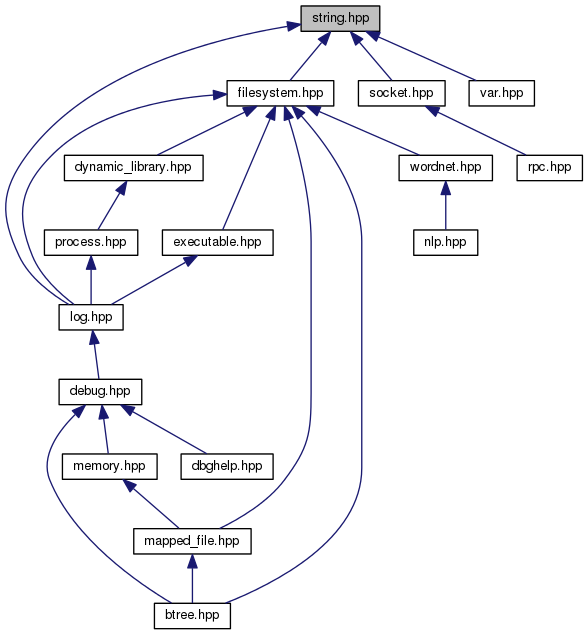 string.hpp
filesystem.hpp
socket.hpp
var.hpp
dynamic_library.hpp
wordnet.hpp
rpc.hpp
process.hpp
executable.hpp
nlp.hpp
log.hpp
debug.hpp
memory.hpp
dbghelp.hpp
mapped_file.hpp
btree.hpp